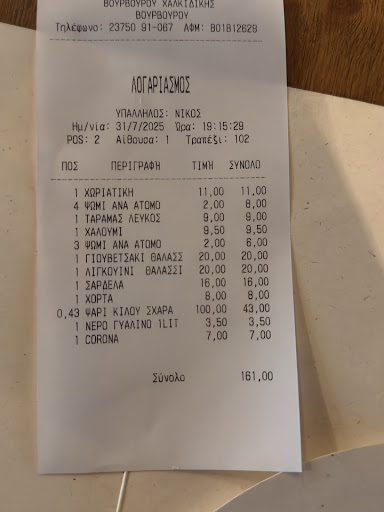 ΒΟΥΡΒΟΥΡΟΥ ΧΑΛΚΙΔΙΚΗΣ
ΒΟΥΡΒΟΥΡΟΥ
Τηλέφωνο: 23750 91-067 ΑΦΜ: 801812628
ΛΟΓΑΡΙΑΣΜΟΣ
ΥΠΑΛΛΗΛΟΣ: ΝΙΚΟΣ
Ημ/νία: 31/7/2025 Ώρα: 19:15:29
POS: 2 Αίθουσα: 1 Τραπέζι: 102
ΠΟΣ ΠΕΡΙΓΡΑΦΗ ΤΙΜΗ ΣΥΝΟΛΟ
1 ΧΩΡΙΑΤΙΚΗ 11,00 11,00
4 ΨΩΜΙ ΑΝΑ ΑΤΟΜΟ 2,00 8,00
1 ΤΑΡΑΜΑΣ ΛΕΥΚΟΣ 9,00 9,00
1 ΧΑΛΟΥΜΙ 9,50 9,50
3 ΨΩΜΙ ΑΝΑ ΑΤΟΜΟ 2,00 6,00
1 ΓΙΟΥΒΕΤΣΑΚΙ ΘΑΛΑΣΣ 20,00 20,00
1 ΛΙΓΚΟΥΙΝΙ ΘΑΛΑΣΣΙ 20,00 20,00
1 ΣΑΡΔΕΛΑ 16,00 16,00
1 ΧΟΡΤΑ 8,00 8,00
0,43 ΨΑΡΙ ΚΙΛΟΥ ΣΧΑΡΑ 100,00 43,00
1 ΝΕΡΟ ΓΥΑΛΙΝΟ 1LIT 3,50 3,50
1 CORONA 7,00 7,00
Σύνολο 161,00